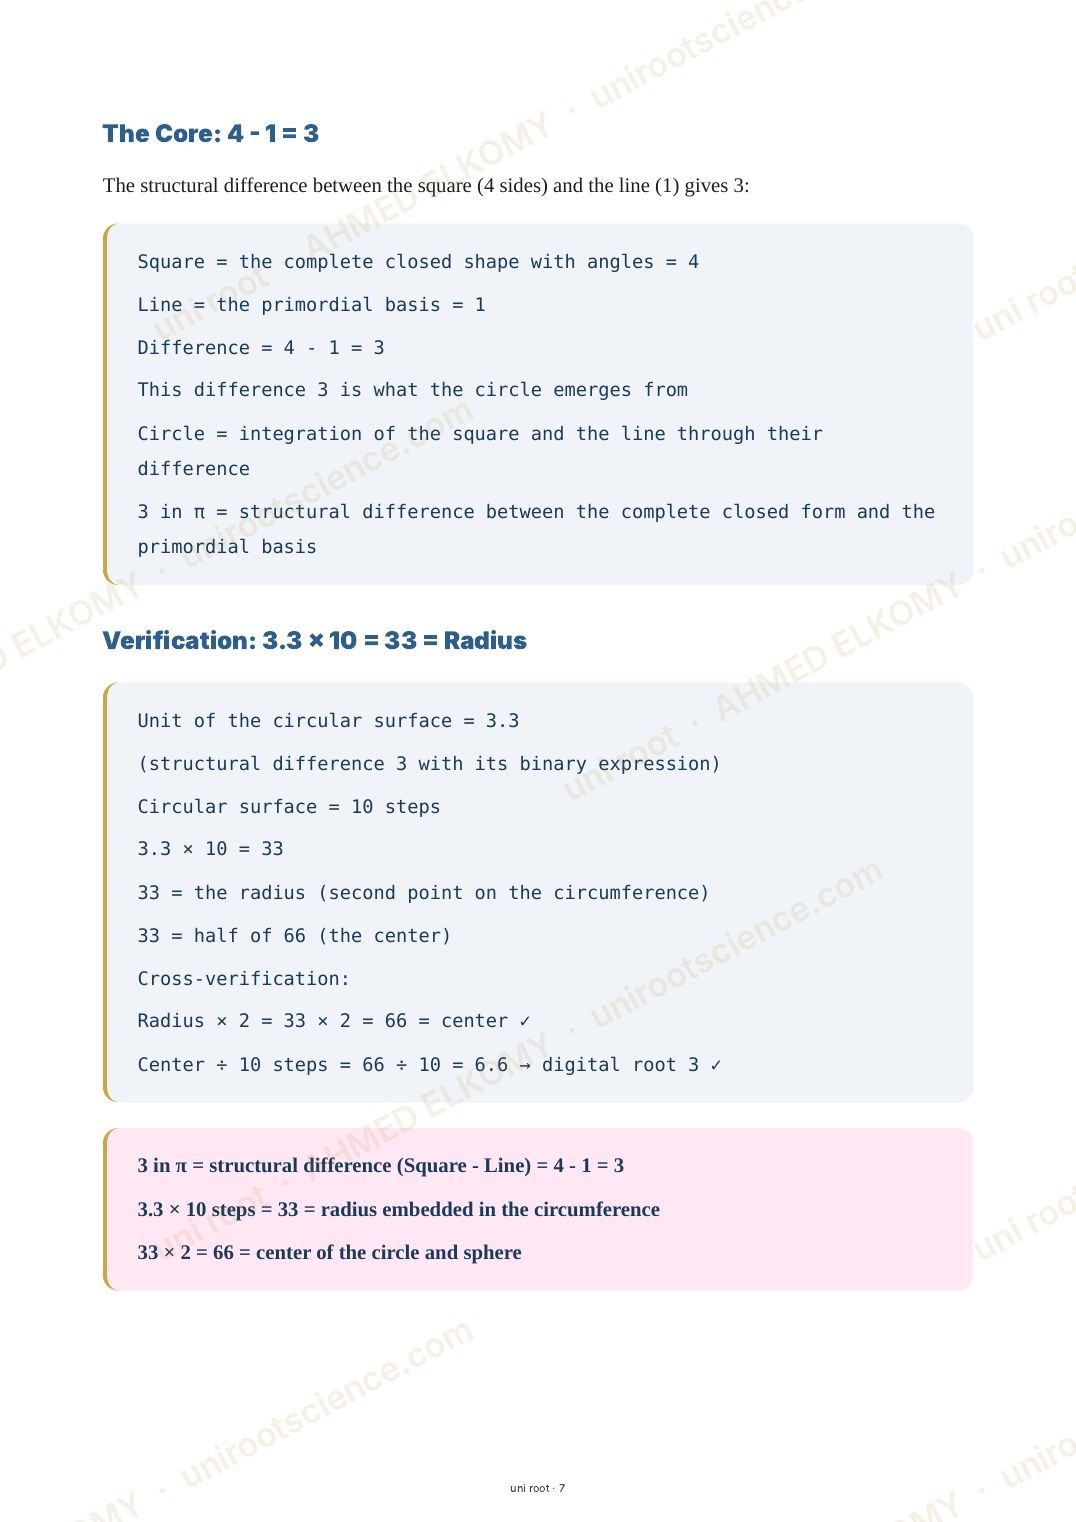 The Core: 4 - 1 = 3
The structural difference between the square (4 sides) and the line (1) gives 3:
Square = the complete closed shape with angles = 4
Line = the primordial basis = 1
Difference = 4 - 1 = 3
This difference 3 is what the circle emerges from
Circle = integration of the square and the line through their
difference
3 in π = structural difference between the complete closed form and the
primordial basis
Verification: 3.3 × 10 = 33 = Radius
Unit of the circular surface = 3.3
(structural difference 3 with its binary expression)
Circular surface = 10 steps
3.3 × 10 = 33
33 = the radius (second point on the circumference)
33 = half of 66 (the center)
Cross-verification:
Radius × 2 = 33 × 2 = 66 = center ✓
Center ÷ 10 steps = 66 ÷ 10 = 6.6 → digital root 3 ✓
3 in π = structural difference (Square - Line) = 4 - 1 = 3
3.3 × 10 steps = 33 = radius embedded in the circumference
33 × 2 = 66 = center of the circle and sphere
uni root · 7
uni root · AHMED ELKOMY · unirootscience.com